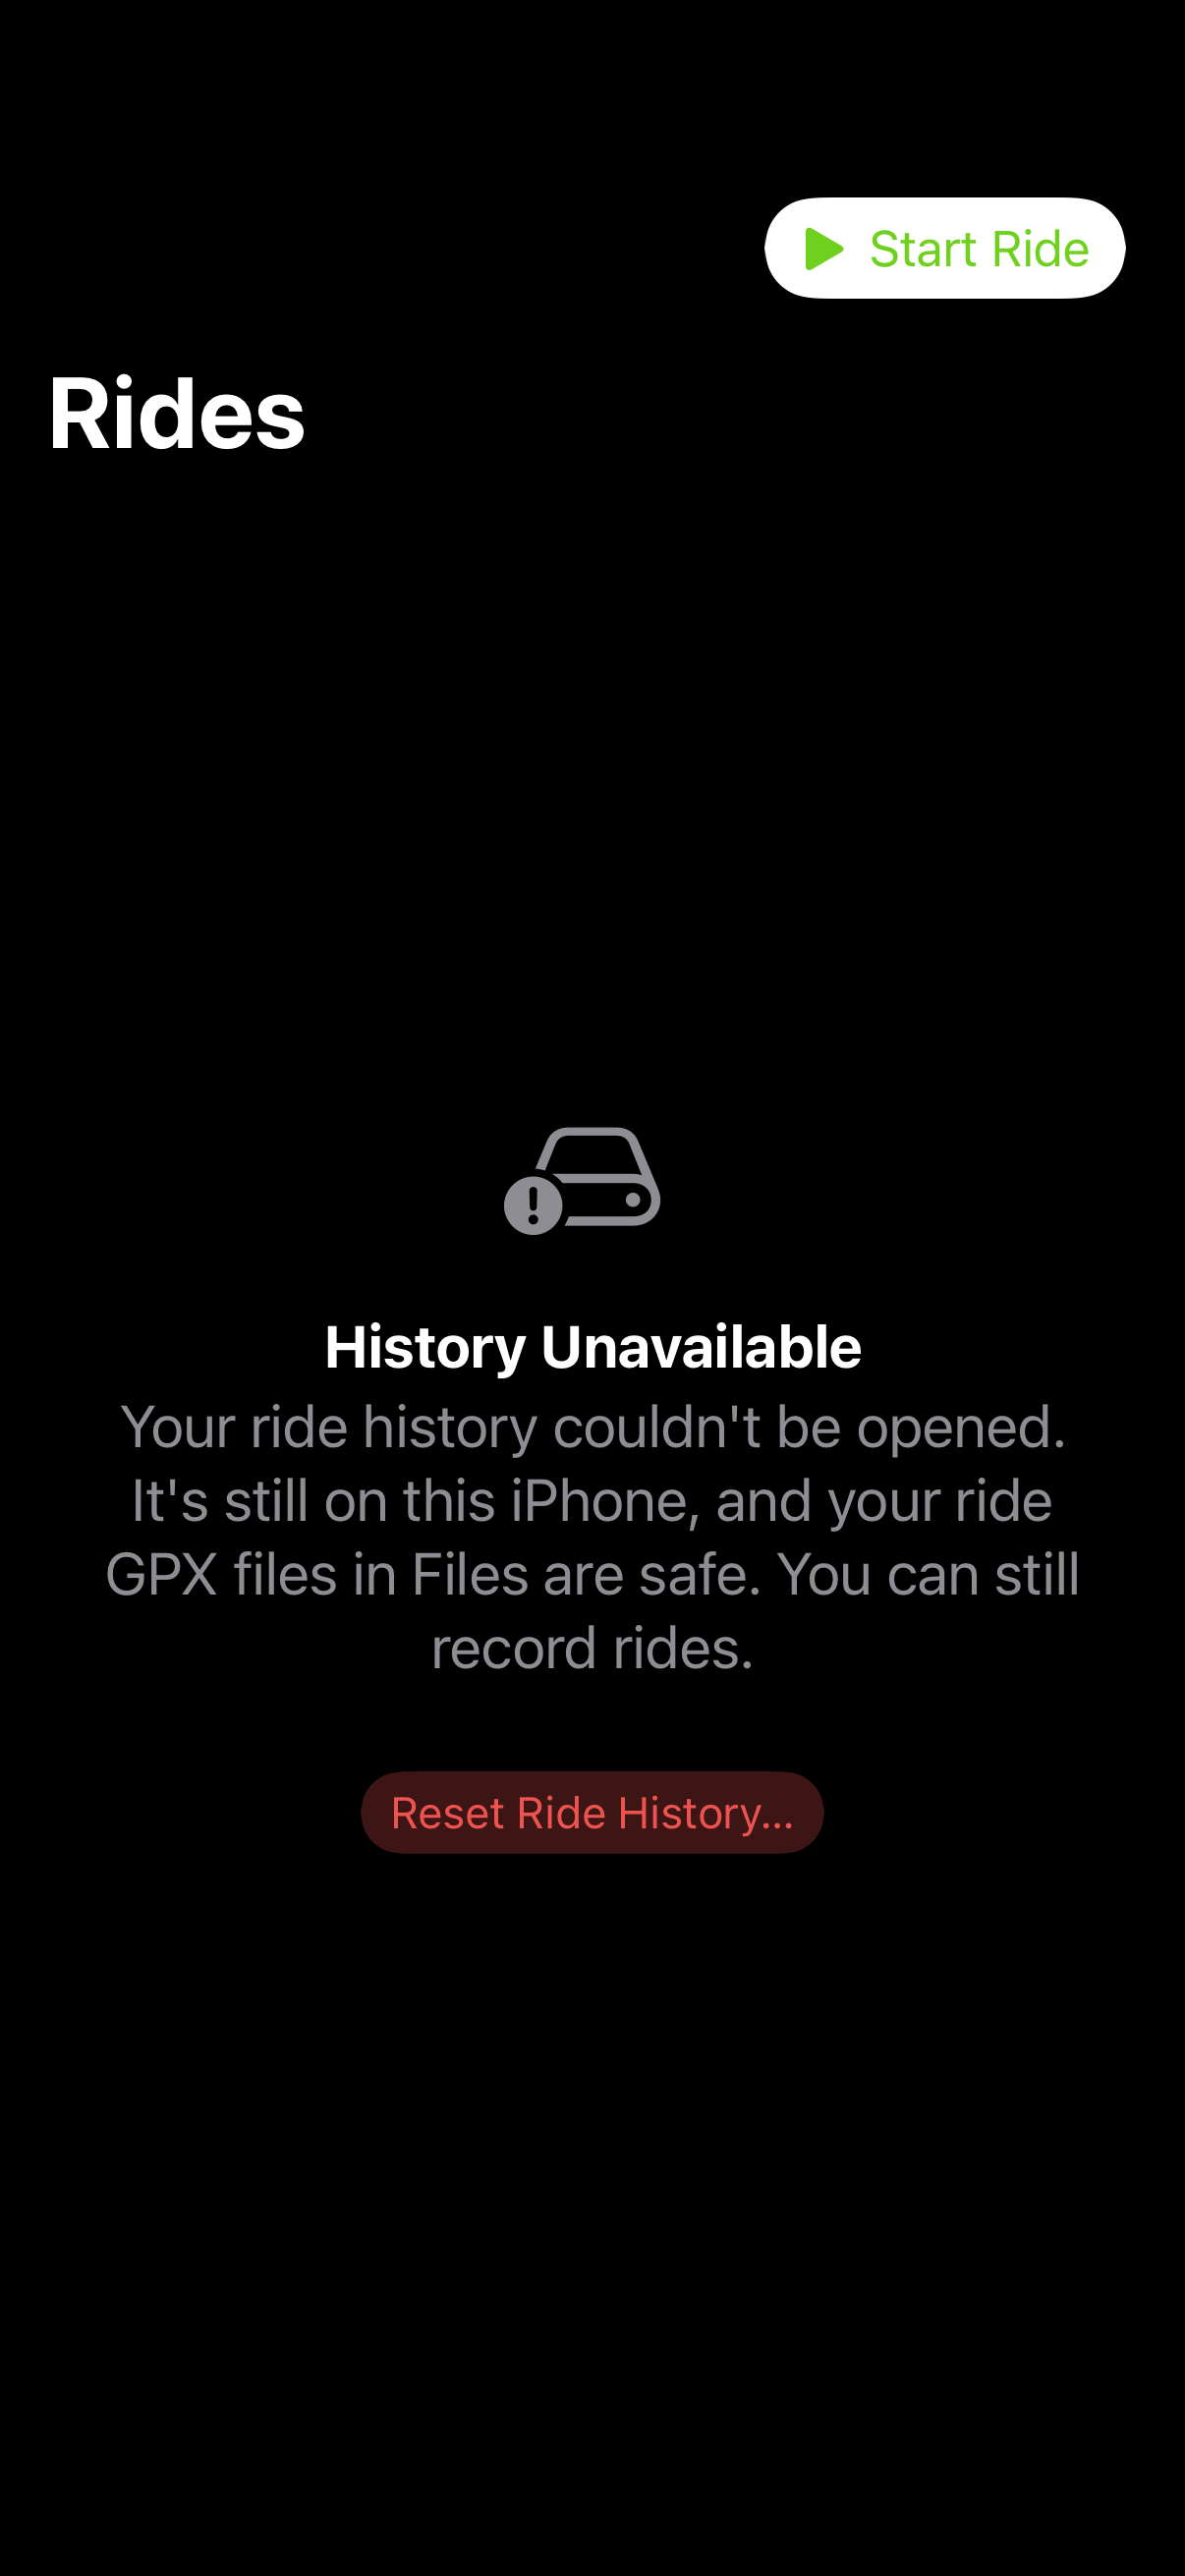 Start Ride
Rides
History Unavailable
Your ride history couldn't be opened.
It's still on this iPhone, and your ride
GPX files in Files are safe. You can still
record rides.
Reset Ride History...